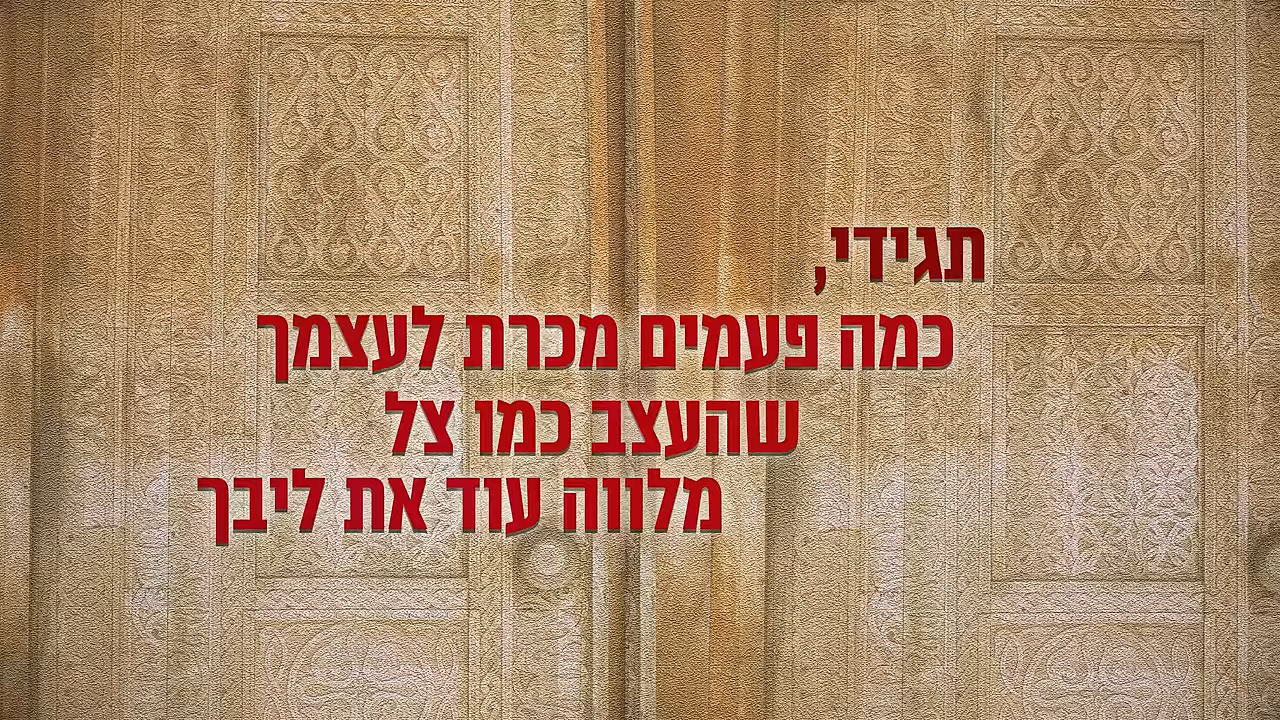 תגידי,
כמה פעמים מכרת לעצמך
שהעצב כמו צל
מלווה עוד את ליבך